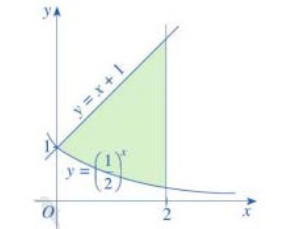 y
y = x + 1
1
y = (1/2)^x
O
2
x